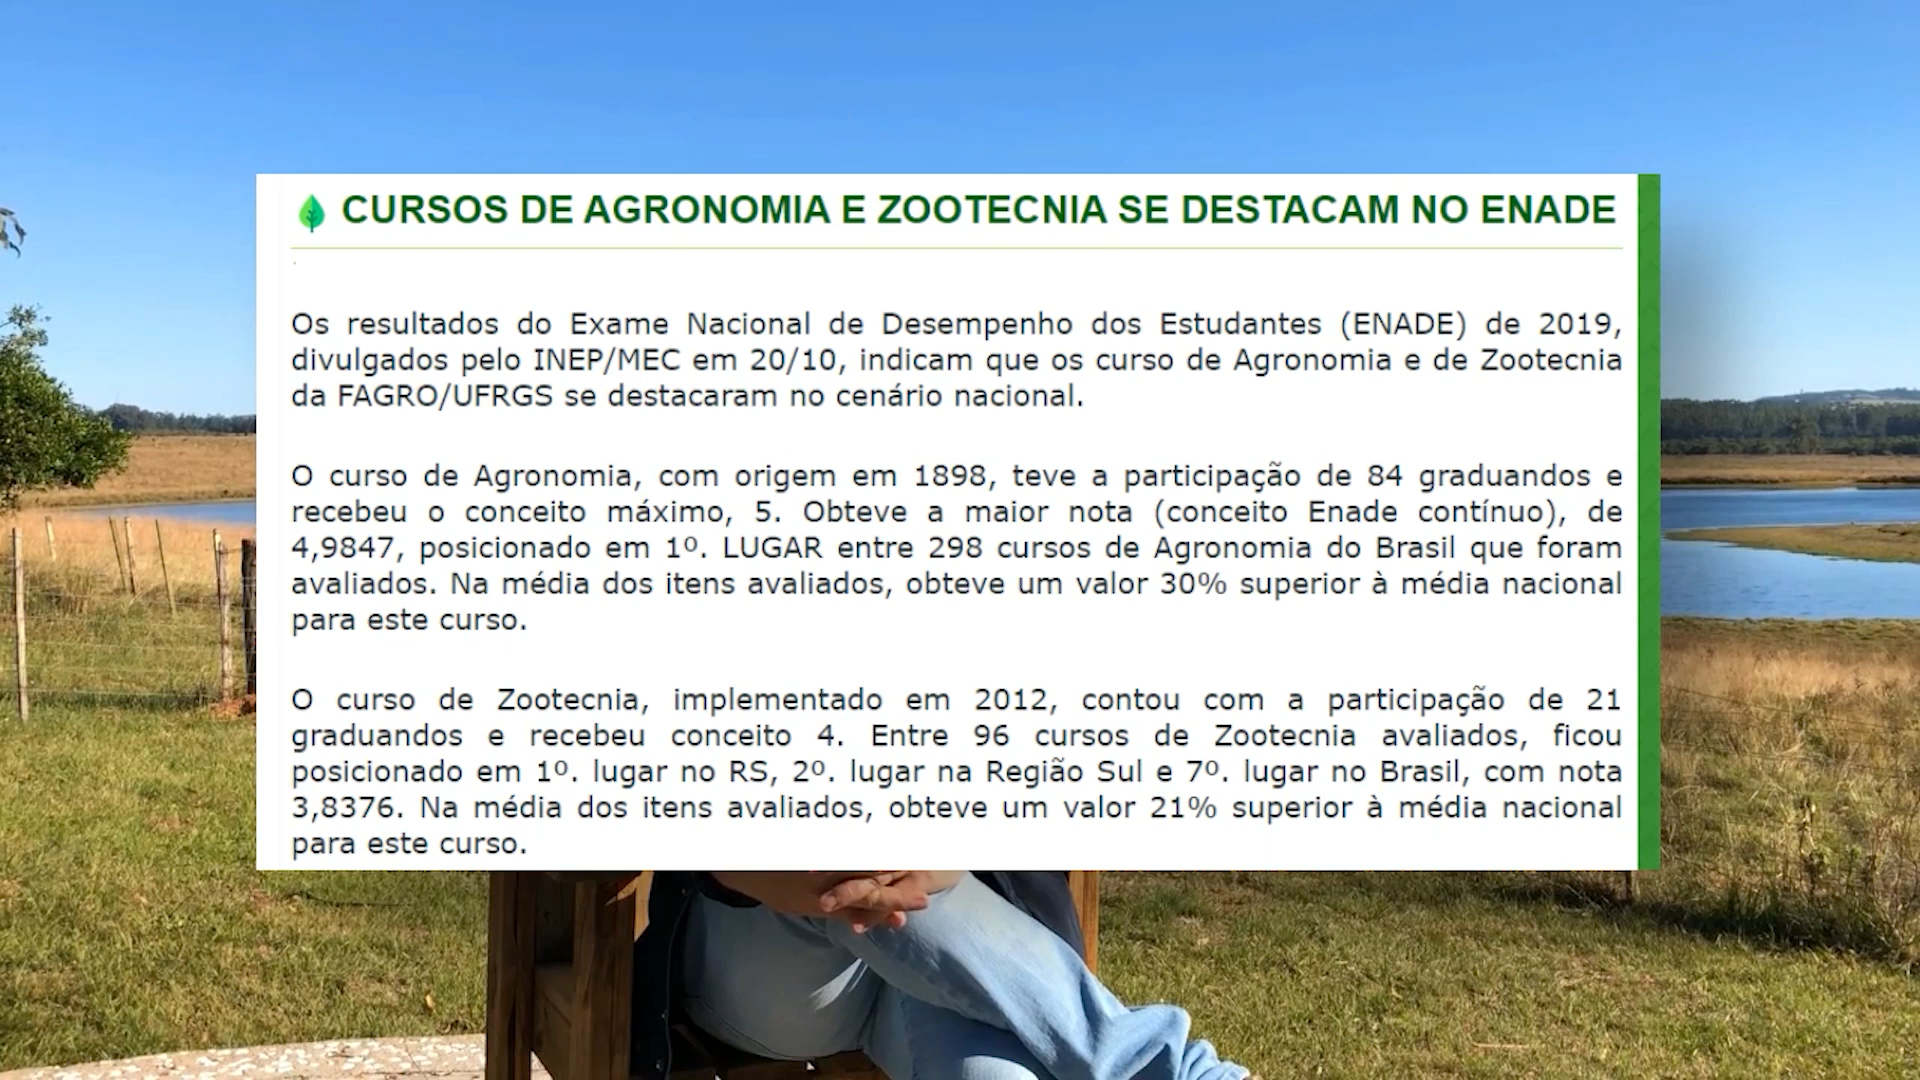 CURSOS DE AGRONOMIA E ZOOTECNIA SE DESTACAM NO ENADE
Os resultados do Exame Nacional de Desempenho dos Estudantes (ENADE) de 2019,
divulgados pelo INEP/MEC em 20/10, indicam que os curso de Agronomia e de Zootecnia
da FAGRO/UFRGS se destacaram no cenário nacional.
O curso de Agronomia, com origem em 1898, teve a participação de 84 graduandos e
recebeu o conceito máximo, 5. Obteve a maior nota (conceito Enade contínuo), de
4,9847, posicionado em 1º. LUGAR entre 298 cursos de Agronomia do Brasil que foram
avaliados. Na média dos itens avaliados, obteve um valor 30% superior à média nacional
para este curso.
O curso de Zootecnia, implementado em 2012, contou com a participação de 21
graduandos e recebeu conceito 4. Entre 96 cursos de Zootecnia avaliados, ficou
posicionado em 1º. lugar no RS, 2º. lugar na Região Sul e 7º. lugar no Brasil, com nota
3,8376. Na média dos itens avaliados, obteve um valor 21% superior à média nacional
para este curso.